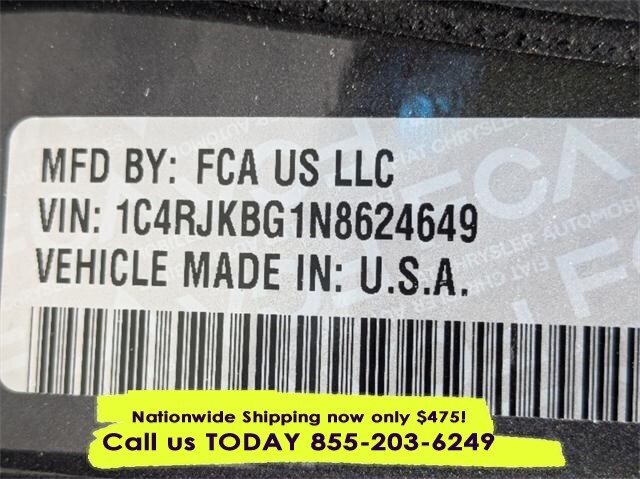 MFD BY: FCA US LLC
VIN: 1C4RJKBG1N8624649
VEHICLE MADE IN: U.S.A.
Nationwide Shipping now only $475!
Call us TODAY 855-203-6249